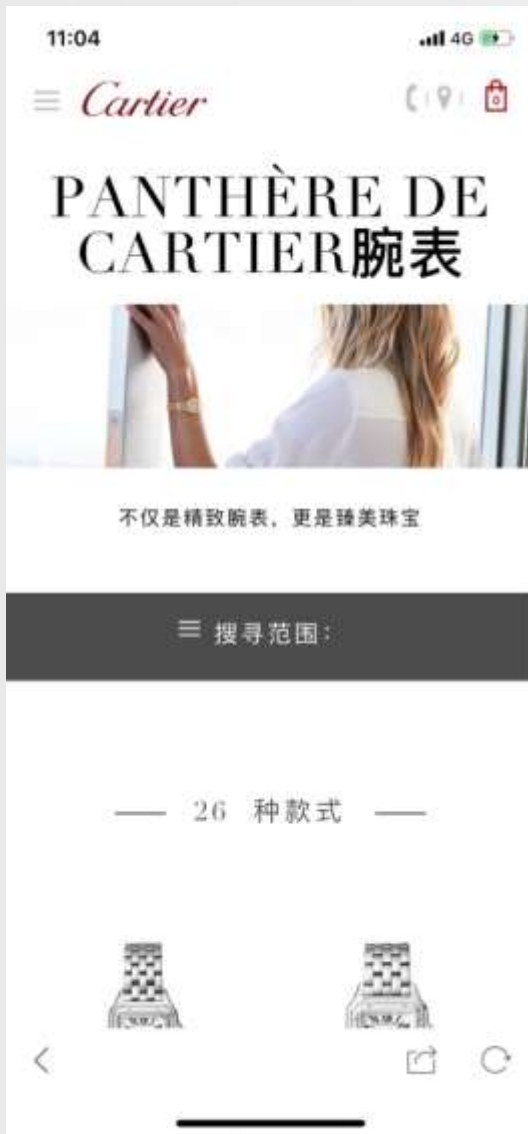 11:04
4G
Cartier
0
PANTHÈRE DE
CARTIER腕表
不仅是精致腕表，更是臻美珠宝
搜寻范围：
26 种款式